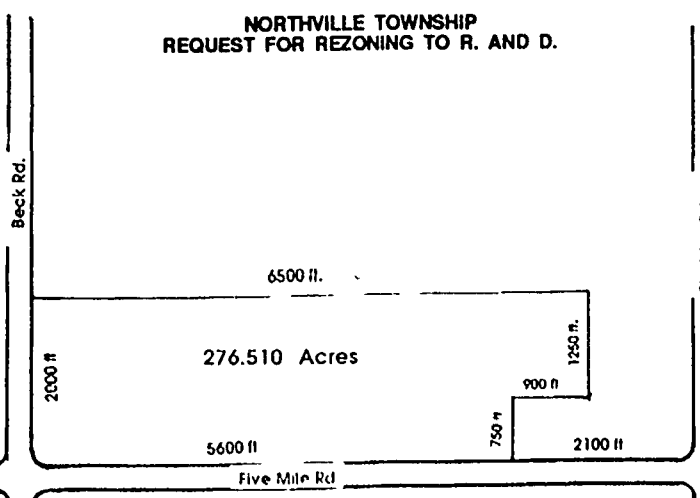 NORTHVILLE TOWNSHIP
REQUEST FOR REZONING TO R. AND D.
Beck Rd.
6500 ft.
2000 ft
276.510 Acres
1250 ft.
900 ft
750 ft
5600 ft
2100 ft
Five Mile Rd